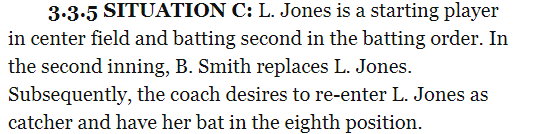 3.3.5 SITUATION C: L. Jones is a starting player
in center field and batting second in the batting order. In
the second inning, B. Smith replaces L. Jones.
Subsequently, the coach desires to re-enter L. Jones as
catcher and have her bat in the eighth position.